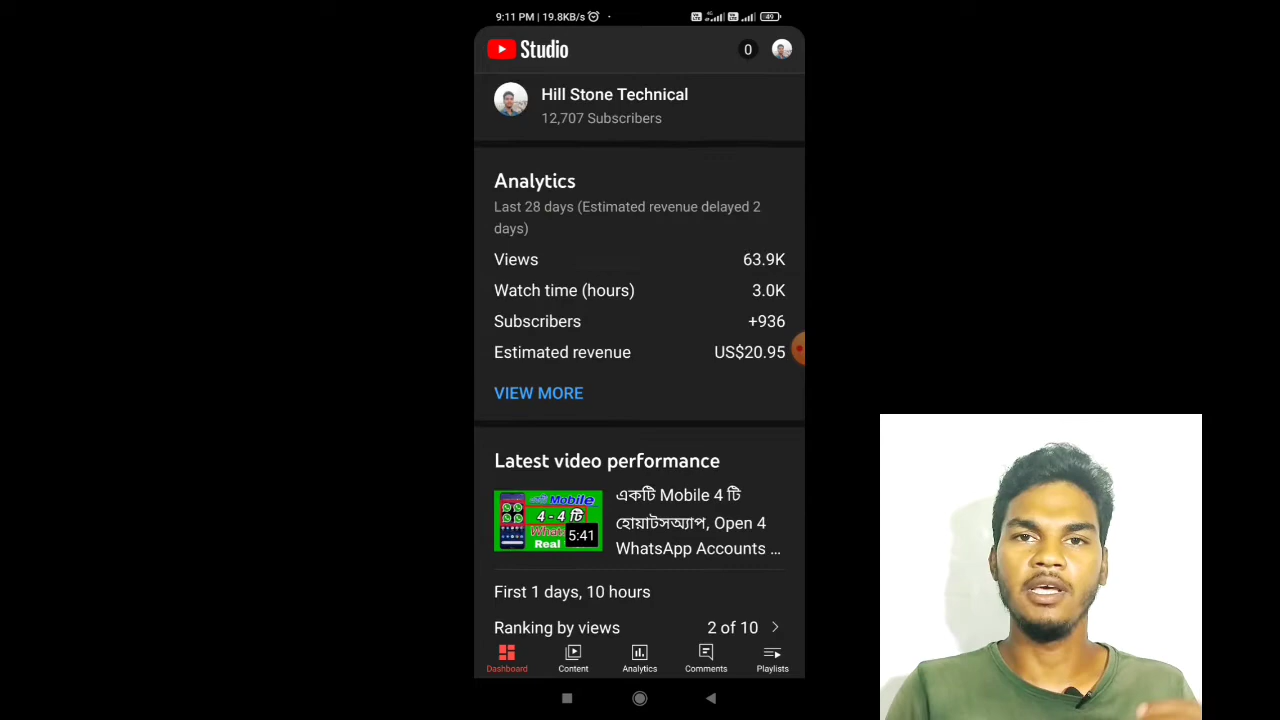 9:11 PM | 19.8KB/s
49
Studio
0
Hill Stone Technical
12,707 Subscribers
Analytics
Last 28 days (Estimated revenue delayed 2
days)
Views 63.9K
Watch time (hours) 3.0K
Subscribers +936
Estimated revenue US$20.95
VIEW MORE
Latest video performance
Mobile
4 - 4 টি
Real
5:41
একটি Mobile 4 টি
হোয়াটসঅ্যাপ, Open 4
WhatsApp Accounts ...
First 1 days, 10 hours
Ranking by views 2 of 10
Dashboard Content Analytics Comments Playlists